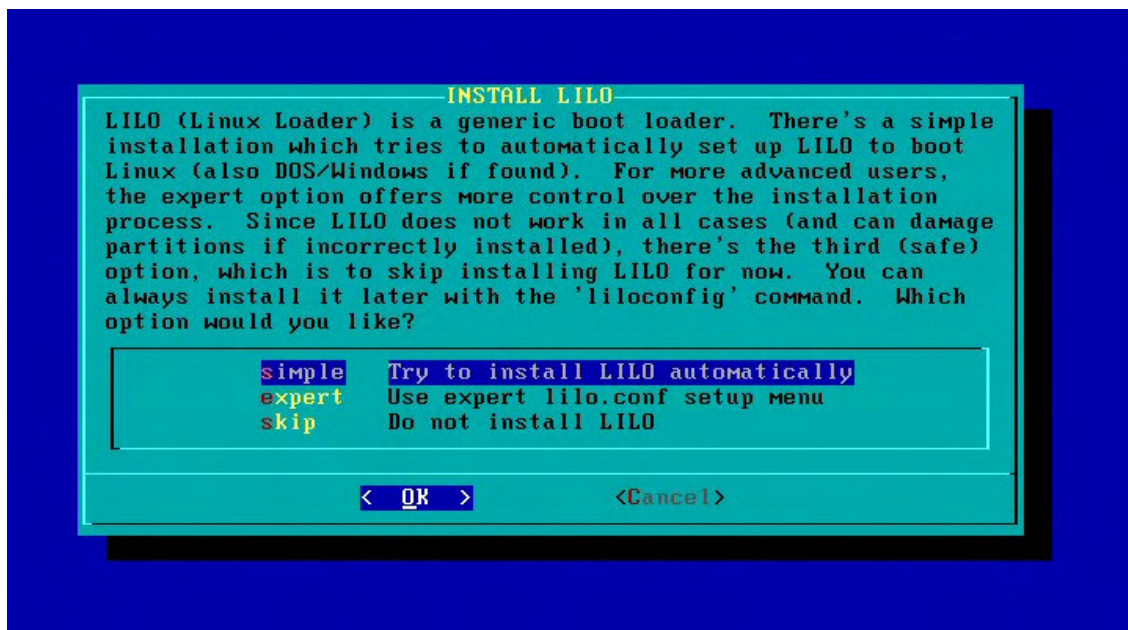 INSTALL LILO
LILO (Linux Loader) is a generic boot loader.  There's a simple
installation which tries to automatically set up LILO to boot
Linux (also DOS/Windows if found).  For more advanced users,
the expert option offers more control over the installation
process.  Since LILO does not work in all cases (and can damage
partitions if incorrectly installed), there's the third (safe)
option, which is to skip installing LILO for now.  You can
always install it later with the 'liloconfig' command.  Which
option would you like?
simple  Try to install LILO automatically
expert  Use expert lilo.conf setup menu
skip  Do not install LILO
< OK >  <Cancel>